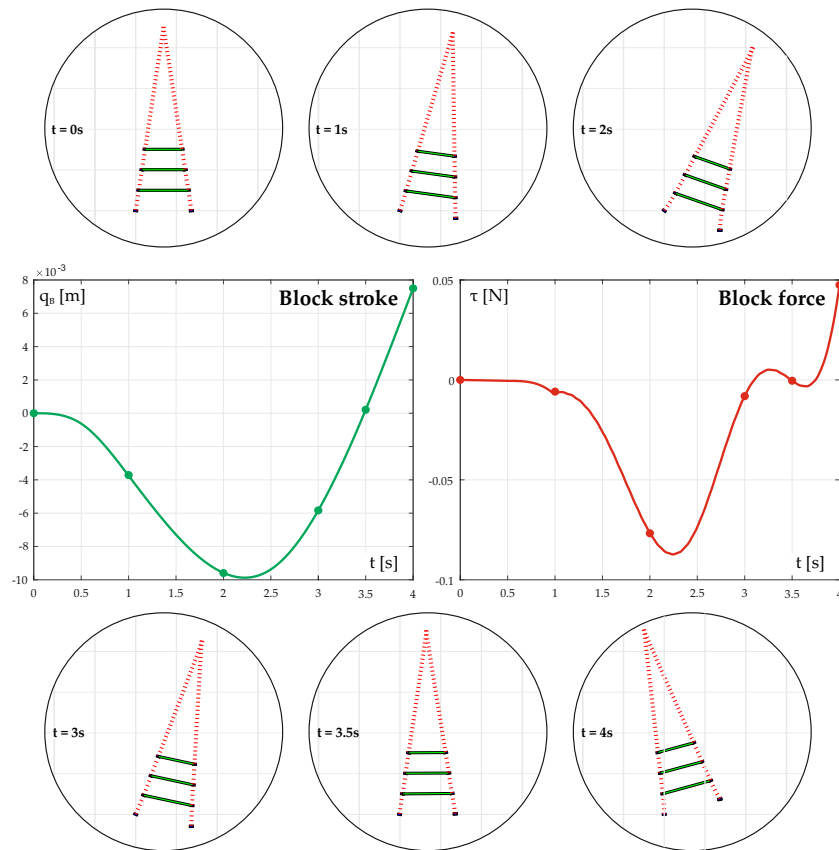 t = 0s
t = 1s
t = 2s
×10⁻³
q_B [m]
Block stroke
8
6
4
2
0
-2
-4
-6
-8
-10
t [s]
0 0.5 1 1.5 2 2.5 3 3.5 4
τ [N]
Block force
0.05
0
-0.05
-0.1
t [s]
0 0.5 1 1.5 2 2.5 3 3.5 4
t = 3s
t = 3.5s
t = 4s